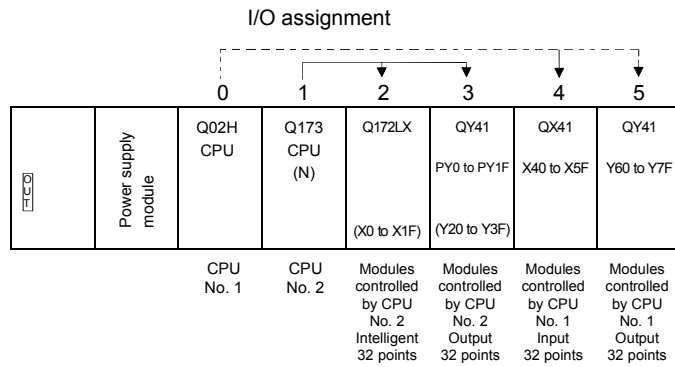 I/O assignment
0 1 2 3 4 5
OUT
Power supply
module
Q02H
CPU
Q173
CPU
(N)
Q172LX
(X0 to X1F)
QY41
PY0 to PY1F
(Y20 to Y3F)
QX41
X40 to X5F
QY41
Y60 to Y7F
CPU
No. 1
CPU
No. 2
Modules
controlled
by CPU
No. 2
Intelligent
32 points
Modules
controlled
by CPU
No. 2
Output
32 points
Modules
controlled
by CPU
No. 1
Input
32 points
Modules
controlled
by CPU
No. 1
Output
32 points